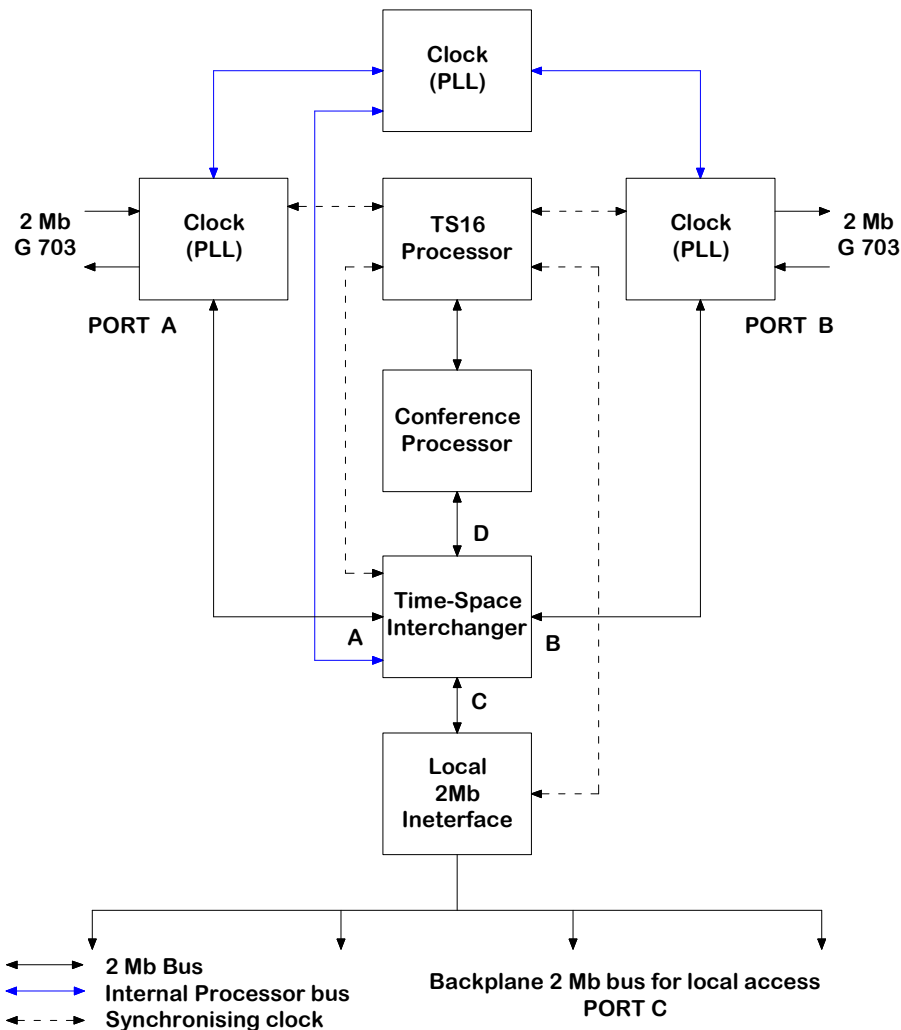 Clock
(PLL)
2 Mb
G 703
Clock
(PLL)
TS16
Processor
Clock
(PLL)
2 Mb
G 703
PORT A
PORT B
Conference
Processor
D
Time-Space
Interchanger
A
B
C
Local
2Mb
Ineterface
2 Mb Bus
Internal Processor bus
Synchronising clock
Backplane 2 Mb bus for local access
PORT C